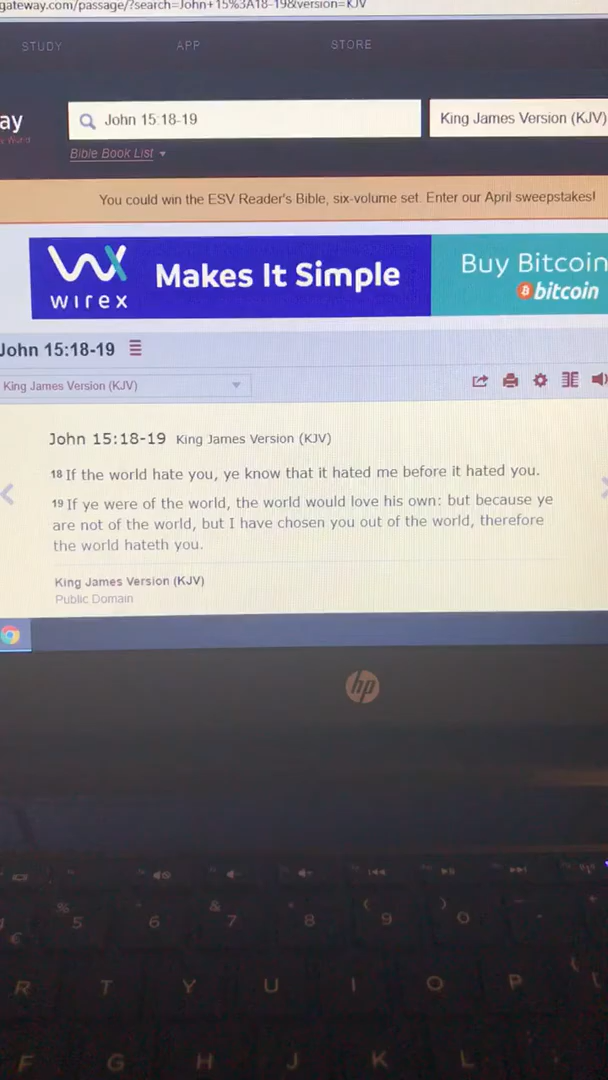 gateway.com/passage/?search=John+15%3A18-19&version=KJV
STUDY APP STORE
ay
John 15:18-19 King James Version (KJV)
Bible Book List
You could win the ESV Reader's Bible, six-volume set. Enter our April sweepstakes!
wirex
Makes It Simple
Buy Bitcoin
bitcoin
John 15:18-19
King James Version (KJV)
John 15:18-19 King James Version (KJV)
18 If the world hate you, ye know that it hated me before it hated you.
19 If ye were of the world, the world would love his own: but because ye
are not of the world, but I have chosen you out of the world, therefore
the world hateth you.
King James Version (KJV)
Public Domain
hp
% & * ( )
€ 5 6 7 8 9 0
R T Y U I O P
F G H J K L